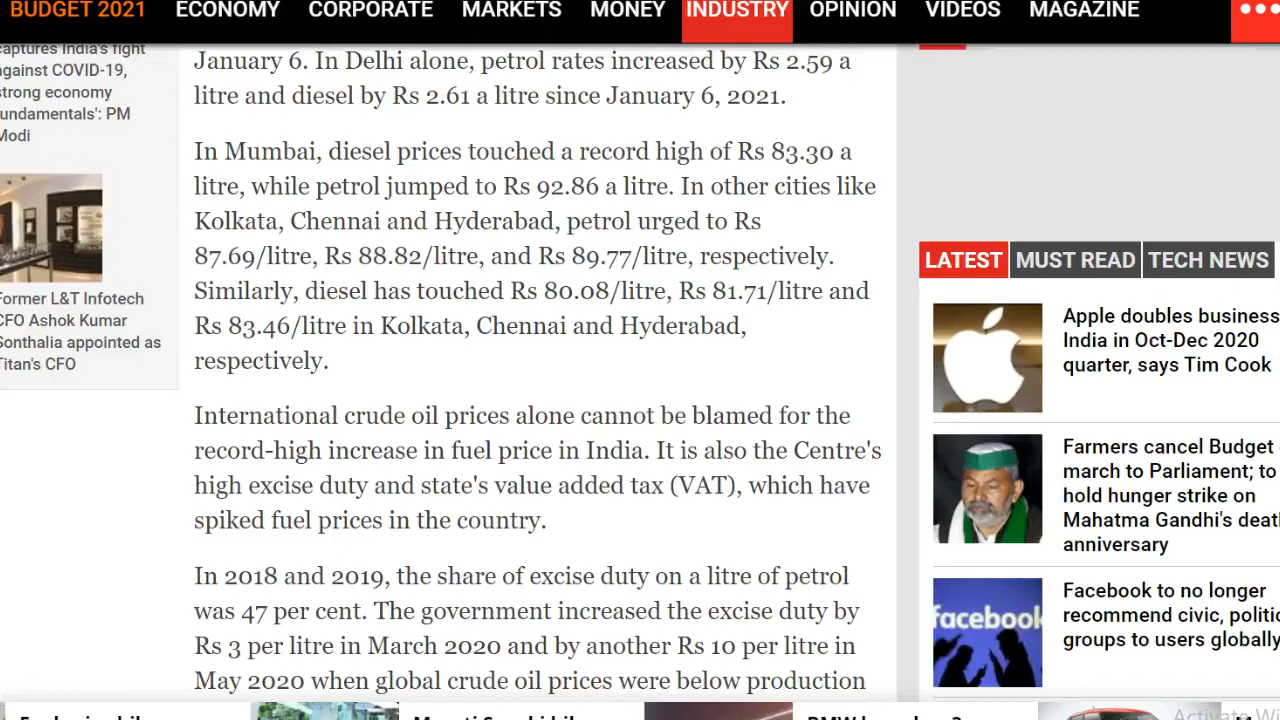 BUDGET 2021 ECONOMY CORPORATE MARKETS MONEY INDUSTRY OPINION VIDEOS MAGAZINE
captures India's fight
against COVID-19,
strong economy
fundamentals': PM
Modi
Former L&T Infotech
CFO Ashok Kumar
Sonthalia appointed as
Titan's CFO
January 6. In Delhi alone, petrol rates increased by Rs 2.59 a
litre and diesel by Rs 2.61 a litre since January 6, 2021.
In Mumbai, diesel prices touched a record high of Rs 83.30 a
litre, while petrol jumped to Rs 92.86 a litre. In other cities like
Kolkata, Chennai and Hyderabad, petrol urged to Rs
87.69/litre, Rs 88.82/litre, and Rs 89.77/litre, respectively.
Similarly, diesel has touched Rs 80.08/litre, Rs 81.71/litre and
Rs 83.46/litre in Kolkata, Chennai and Hyderabad,
respectively.
International crude oil prices alone cannot be blamed for the
record-high increase in fuel price in India. It is also the Centre's
high excise duty and state's value added tax (VAT), which have
spiked fuel prices in the country.
In 2018 and 2019, the share of excise duty on a litre of petrol
was 47 per cent. The government increased the excise duty by
Rs 3 per litre in March 2020 and by another Rs 10 per litre in
May 2020 when global crude oil prices were below production
LATEST MUST READ TECH NEWS
Apple doubles business
India in Oct-Dec 2020
quarter, says Tim Cook
Farmers cancel Budget
march to Parliament; to
hold hunger strike on
Mahatma Gandhi's death
anniversary
facebook
Facebook to no longer
recommend civic,
groups to users globally
Activate